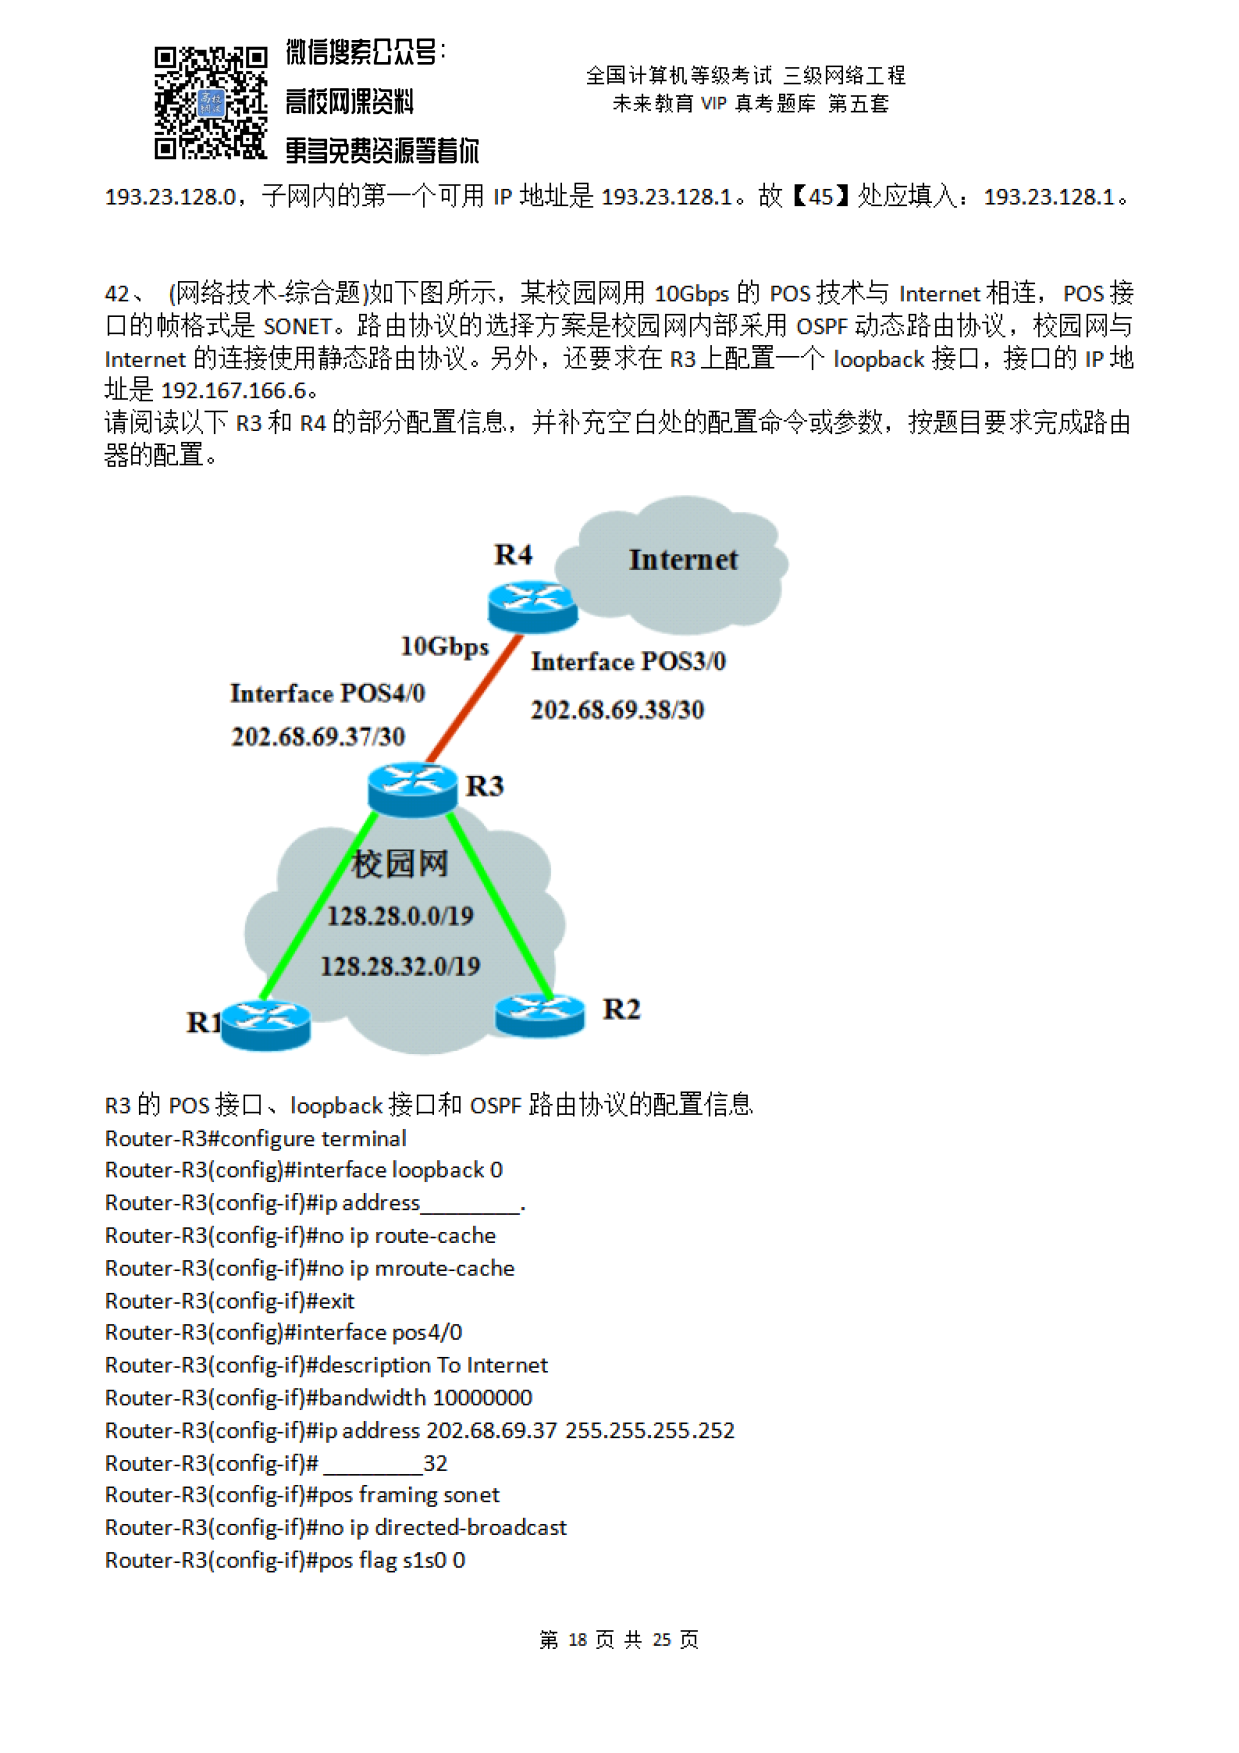 微信搜索公众号：
高校网课资料
更多免费资源等着你
高校
网课
全国计算机等级考试 三级网络工程
未来教育 VIP 真考题库 第五套
193.23.128.0，子网内的第一个可用 IP 地址是 193.23.128.1。故【45】处应填入：193.23.128.1。
42、 (网络技术-综合题)如下图所示，某校园网用 10Gbps 的 POS 技术与 Internet 相连，POS 接
口的帧格式是 SONET。路由协议的选择方案是校园网内部采用 OSPF 动态路由协议，校园网与
Internet 的连接使用静态路由协议。另外，还要求在 R3 上配置一个 loopback 接口，接口的 IP 地
址是 192.167.166.6。
请阅读以下 R3 和 R4 的部分配置信息，并补充空白处的配置命令或参数，按题目要求完成路由
器的配置。
R4
Internet
10Gbps
Interface POS3/0
202.68.69.38/30
Interface POS4/0
202.68.69.37/30
R3
校园网
128.28.0.0/19
128.28.32.0/19
R1
R2
R3 的 POS 接口、loopback 接口和 OSPF 路由协议的配置信息
Router-R3#configure terminal
Router-R3(config)#interface loopback 0
Router-R3(config-if)#ip address________.
Router-R3(config-if)#no ip route-cache
Router-R3(config-if)#no ip mroute-cache
Router-R3(config-if)#exit
Router-R3(config)#interface pos4/0
Router-R3(config-if)#description To Internet
Router-R3(config-if)#bandwidth 10000000
Router-R3(config-if)#ip address 202.68.69.37 255.255.255.252
Router-R3(config-if)# ________32
Router-R3(config-if)#pos framing sonet
Router-R3(config-if)#no ip directed-broadcast
Router-R3(config-if)#pos flag s1s0 0
第 18 页 共 25 页